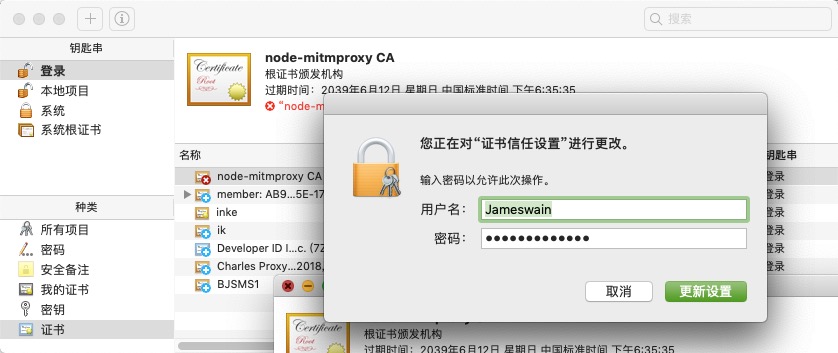 搜索
钥匙串
登录
本地项目
系统
系统根证书
种类
所有项目
密码
安全备注
我的证书
密钥
证书
Certificate
Root
node-mitmproxy CA
根证书颁发机构
过期时间：2039年6月12日 星期日 中国标准时间 下午6:35:35
“node-m
名称
钥匙串
node-mitmproxy CA
登录
member: AB9...5E-17
登录
inke
登录
ik
登录
Developer ID I...c. (7Z
登录
Charles Proxy...2018,
登录
BJSMS1
登录
您正在对“证书信任设置”进行更改。
输入密码以允许此次操作。
用户名：
Jameswain
密码：
●●●●●●●●●●●●●
取消
更新设置
Certificate
根证书颁发机构
过期时间：2039年6月12日 星期日 中国标准时间 下午6:35:35